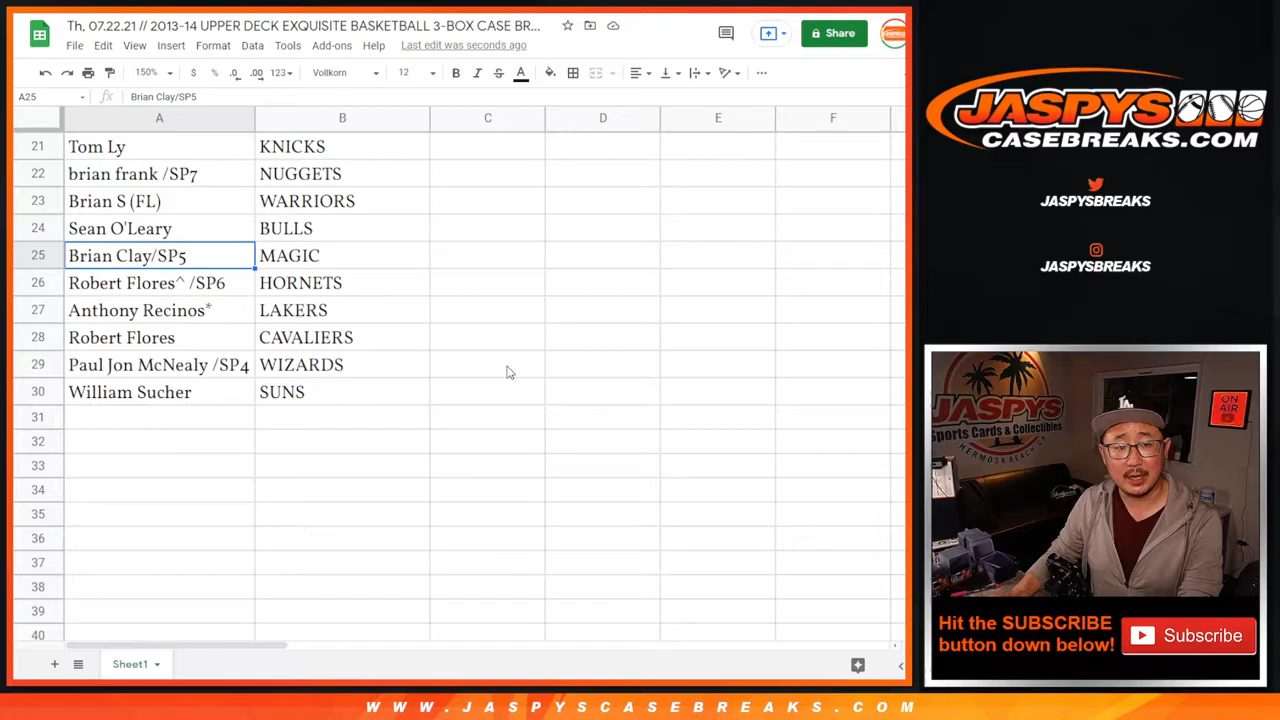 Th, 07.22.21 // 2013-14 UPPER DECK EXQUISITE BASKETBALL 3-BOX CASE BR...
File Edit View Insert Format Data Tools Add-ons Help Last edit was seconds ago
Share
150% $ % .0 .00 123 Vollkorn 12 B I S A
A25 fx Brian Clay/SP5
A B C D E F
21 Tom Ly KNICKS
22 brian frank /SP7 NUGGETS
23 Brian S (FL) WARRIORS
24 Sean O'Leary BULLS
25 Brian Clay/SP5 MAGIC
26 Robert Flores^ /SP6 HORNETS
27 Anthony Recinos* LAKERS
28 Robert Flores CAVALIERS
29 Paul Jon McNealy /SP4 WIZARDS
30 William Sucher SUNS
31
32
33
34
35
36
37
38
39
40
Sheet1
JASPYS
CASEBREAKS.COM
JASPYSBREAKS
JASPYSBREAKS
JASPYS
Sports Cards & Collectibles
HERMOSA BEACH, CA
LA
ON AIR
Hit the SUBSCRIBE
button down below!
Subscribe
WWW.JASPYSCASEBREAKS.COM